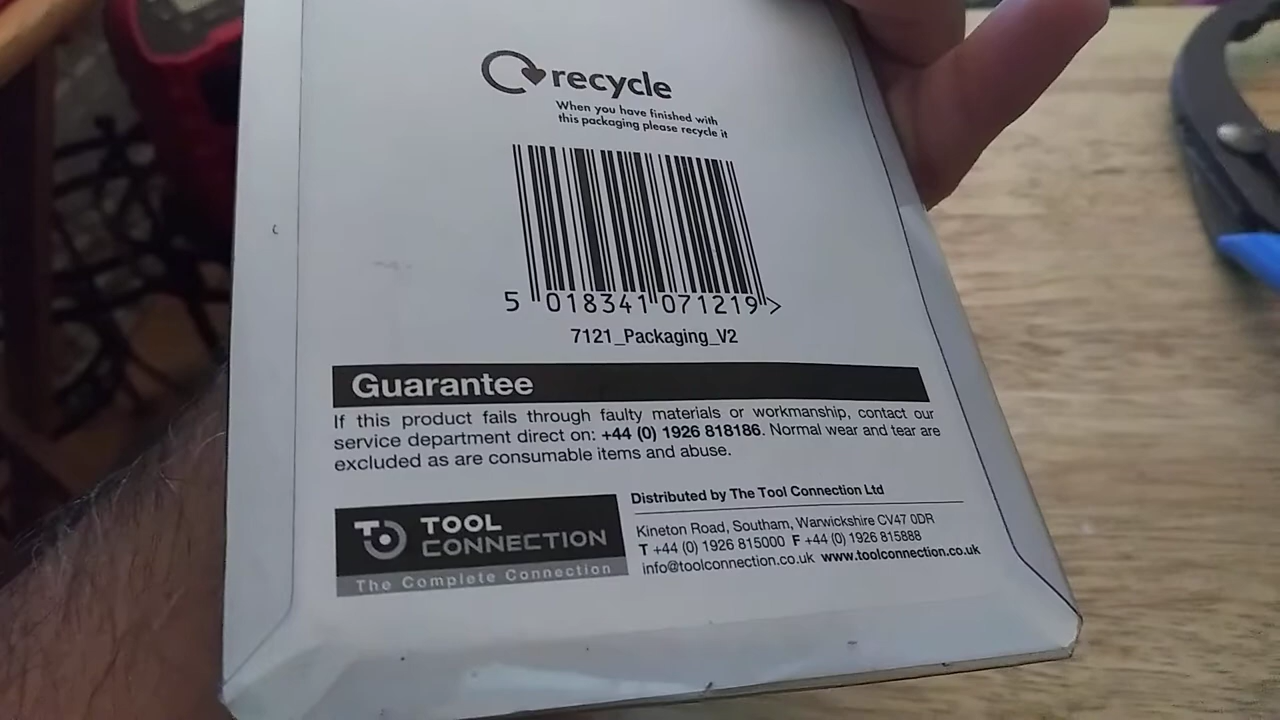 recycle
When you have finished with
this packaging please recycle it
5 018341 071219 >
7121_Packaging_V2
Guarantee
If this product fails through faulty materials or workmanship, contact our
service department direct on: +44 (0) 1926 818186. Normal wear and tear are
excluded as are consumable items and abuse.
TOOL
CONNECTION
The Complete Connection
Distributed by The Tool Connection Ltd
Kineton Road, Southam, Warwickshire CV47 0DR
T +44 (0) 1926 815000 F +44 (0) 1926 815888
info@toolconnection.co.uk www.toolconnection.co.uk